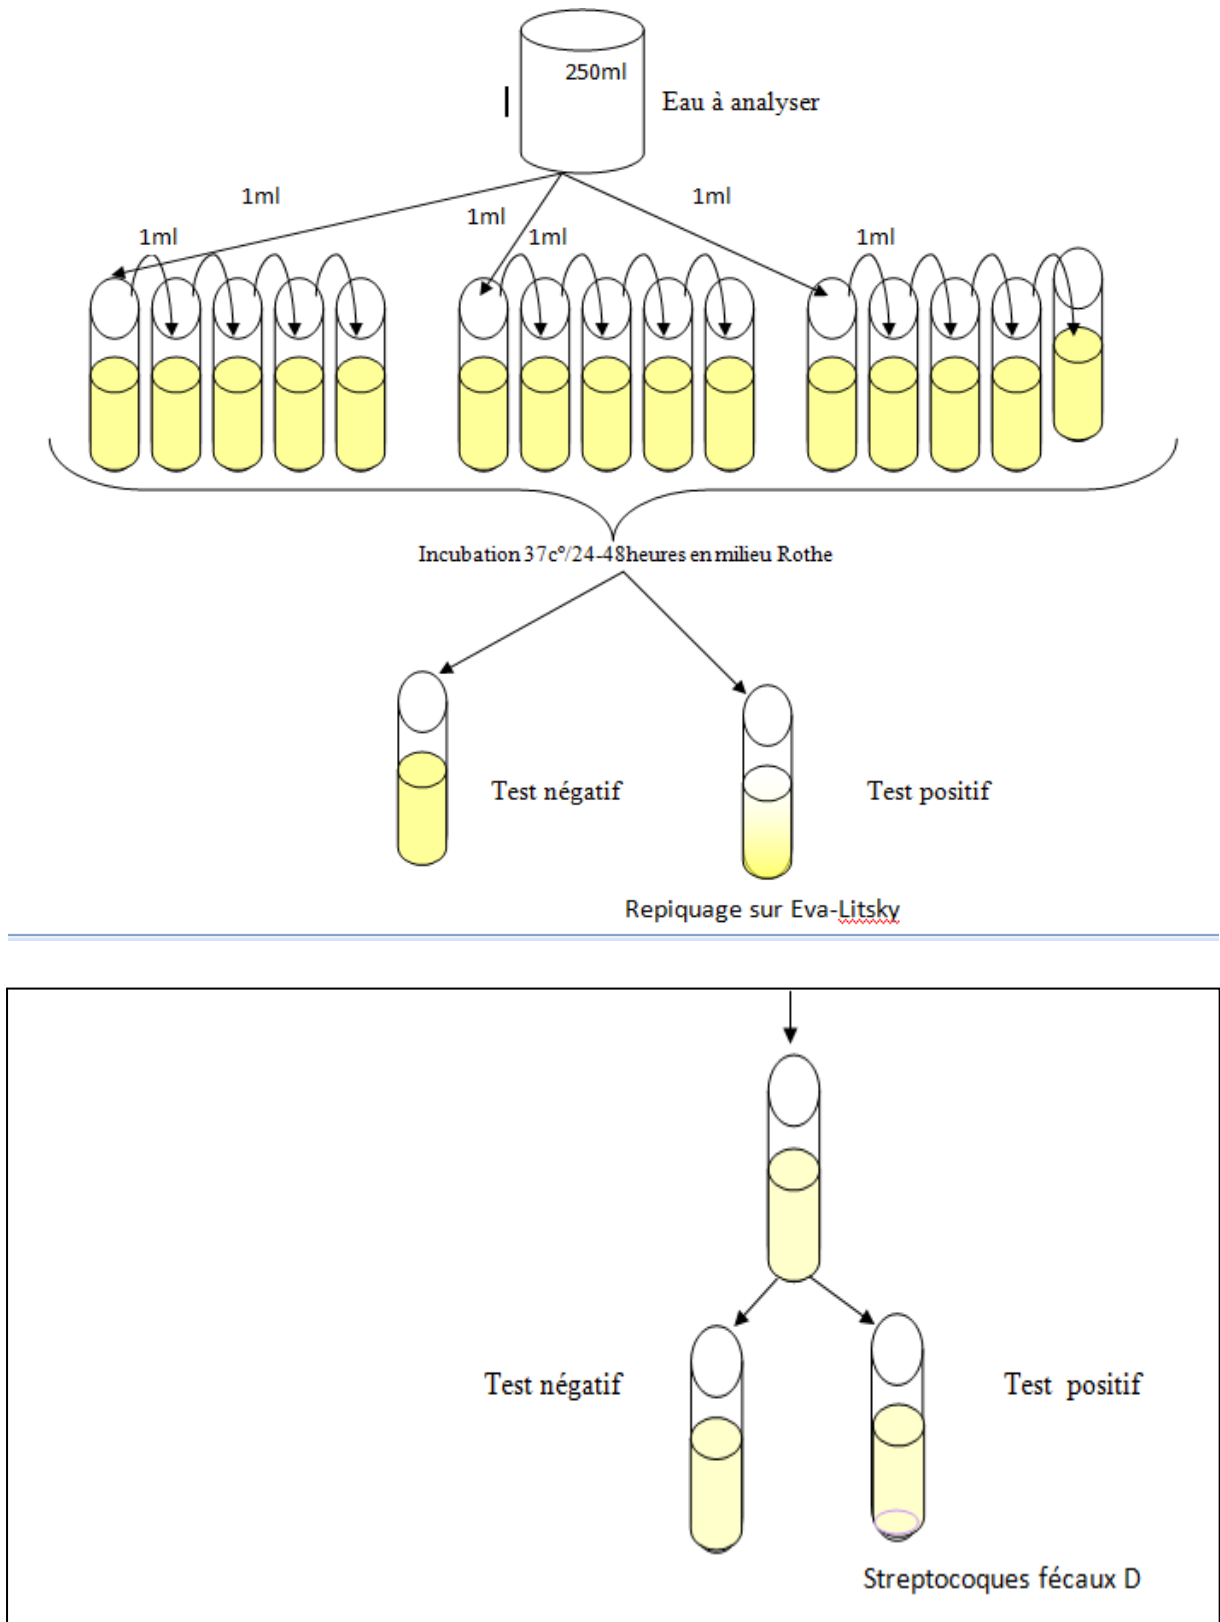 250ml
Eau à analyser
1ml
1ml
1ml
1ml
1ml
1ml
Incubation 37c°/24-48heures en milieu Rothe
Test négatif
Test positif
Repiquage sur Eva-Litsky
Test négatif
Test positif
Streptocoques fécaux D